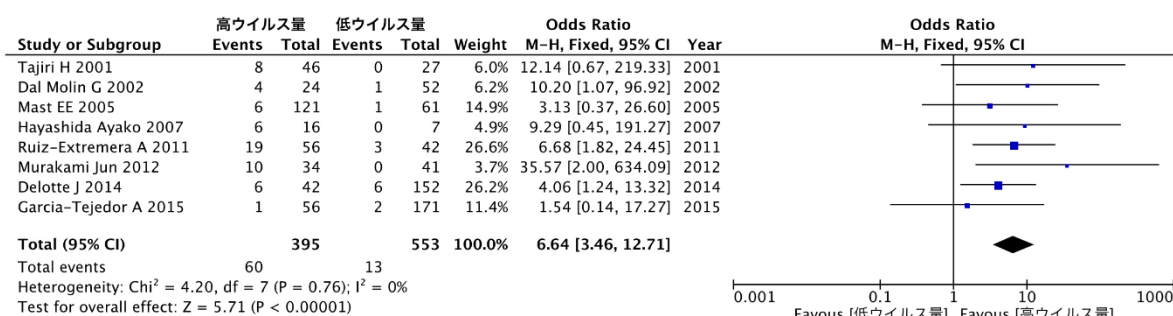 高ウイルス量 低ウイルス量 Odds Ratio Odds Ratio
Study or Subgroup Events Total Events Total Weight M-H, Fixed, 95% CI Year M-H, Fixed, 95% CI
Tajiri H 2001 8 46 0 27 6.0% 12.14 [0.67, 219.33] 2001
Dal Molin G 2002 4 24 1 52 6.2% 10.20 [1.07, 96.92] 2002
Mast EE 2005 6 121 1 61 14.9% 3.13 [0.37, 26.60] 2005
Hayashida Ayako 2007 6 16 0 7 4.9% 9.29 [0.45, 191.27] 2007
Ruiz-Extremera A 2011 19 56 3 42 26.6% 6.68 [1.82, 24.45] 2011
Murakami Jun 2012 10 34 0 41 3.7% 35.57 [2.00, 634.09] 2012
Delotte J 2014 6 42 6 152 26.2% 4.06 [1.24, 13.32] 2014
Garcia-Tejedor A 2015 1 56 2 171 11.4% 1.54 [0.14, 17.27] 2015
Total (95% CI) 395 553 100.0% 6.64 [3.46, 12.71]
Total events 60 13
Heterogeneity: Chi² = 4.20, df = 7 (P = 0.76); I² = 0%
Test for overall effect: Z = 5.71 (P < 0.00001)
0.001 0.1 1 10 1000
Favous [低ウイルス量] Favous [高ウイルス量]